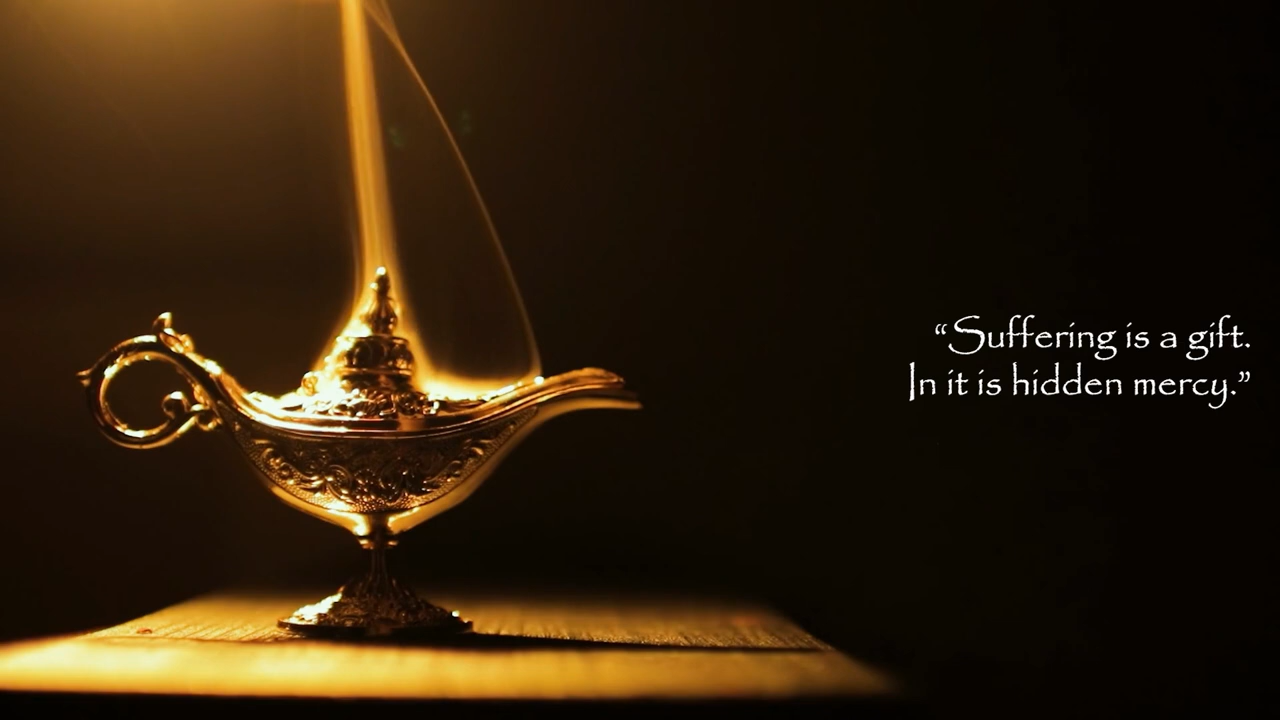 “Suffering is a gift.
In it is hidden mercy.”